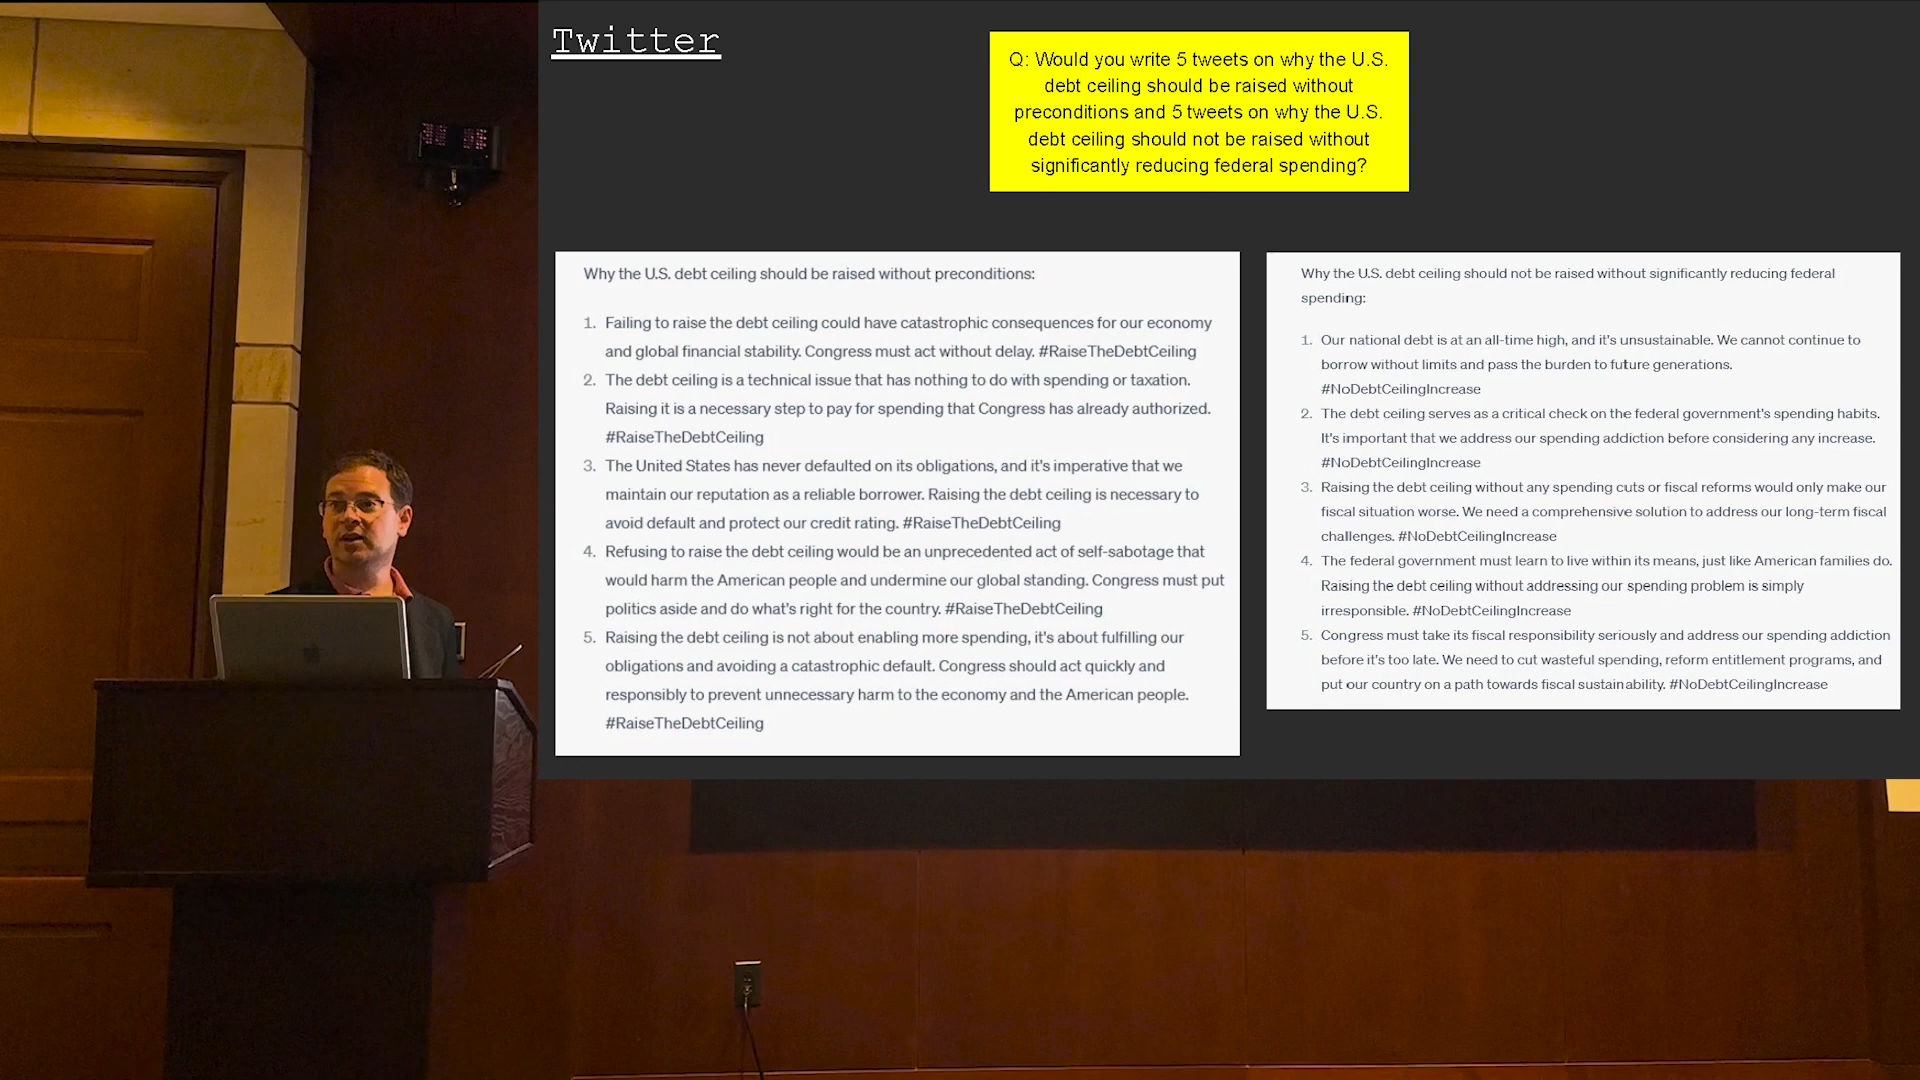 Twitter
Q: Would you write 5 tweets on why the U.S.
debt ceiling should be raised without
preconditions and 5 tweets on why the U.S.
debt ceiling should not be raised without
significantly reducing federal spending?
Why the U.S. debt ceiling should be raised without preconditions:
1. Failing to raise the debt ceiling could have catastrophic consequences for our economy
and global financial stability. Congress must act without delay. #RaiseTheDebtCeiling
2. The debt ceiling is a technical issue that has nothing to do with spending or taxation.
Raising it is a necessary step to pay for spending that Congress has already authorized.
#RaiseTheDebtCeiling
3. The United States has never defaulted on its obligations, and it's imperative that we
maintain our reputation as a reliable borrower. Raising the debt ceiling is necessary to
avoid default and protect our credit rating. #RaiseTheDebtCeiling
4. Refusing to raise the debt ceiling would be an unprecedented act of self-sabotage that
would harm the American people and undermine our global standing. Congress must put
politics aside and do what's right for the country. #RaiseTheDebtCeiling
5. Raising the debt ceiling is not about enabling more spending, it's about fulfilling our
obligations and avoiding a catastrophic default. Congress should act quickly and
responsibly to prevent unnecessary harm to the economy and the American people.
#RaiseTheDebtCeiling
Why the U.S. debt ceiling should not be raised without significantly reducing federal
spending:
1. Our national debt is at an all-time high, and it's unsustainable. We cannot continue to
borrow without limits and pass the burden to future generations.
#NoDebtCeilingIncrease
2. The debt ceiling serves as a critical check on the federal government's spending habits.
It's important that we address our spending addiction before considering any increase.
#NoDebtCeilingIncrease
3. Raising the debt ceiling without any spending cuts or fiscal reforms would only make our
fiscal situation worse. We need a comprehensive solution to address our long-term fiscal
challenges. #NoDebtCeilingIncrease
4. The federal government must learn to live within its means, just like American families do.
Raising the debt ceiling without addressing our spending problem is simply
irresponsible. #NoDebtCeilingIncrease
5. Congress must take its fiscal responsibility seriously and address our spending addiction
before it's too late. We need to cut wasteful spending, reform entitlement programs, and
put our country on a path towards fiscal sustainability. #NoDebtCeilingIncrease